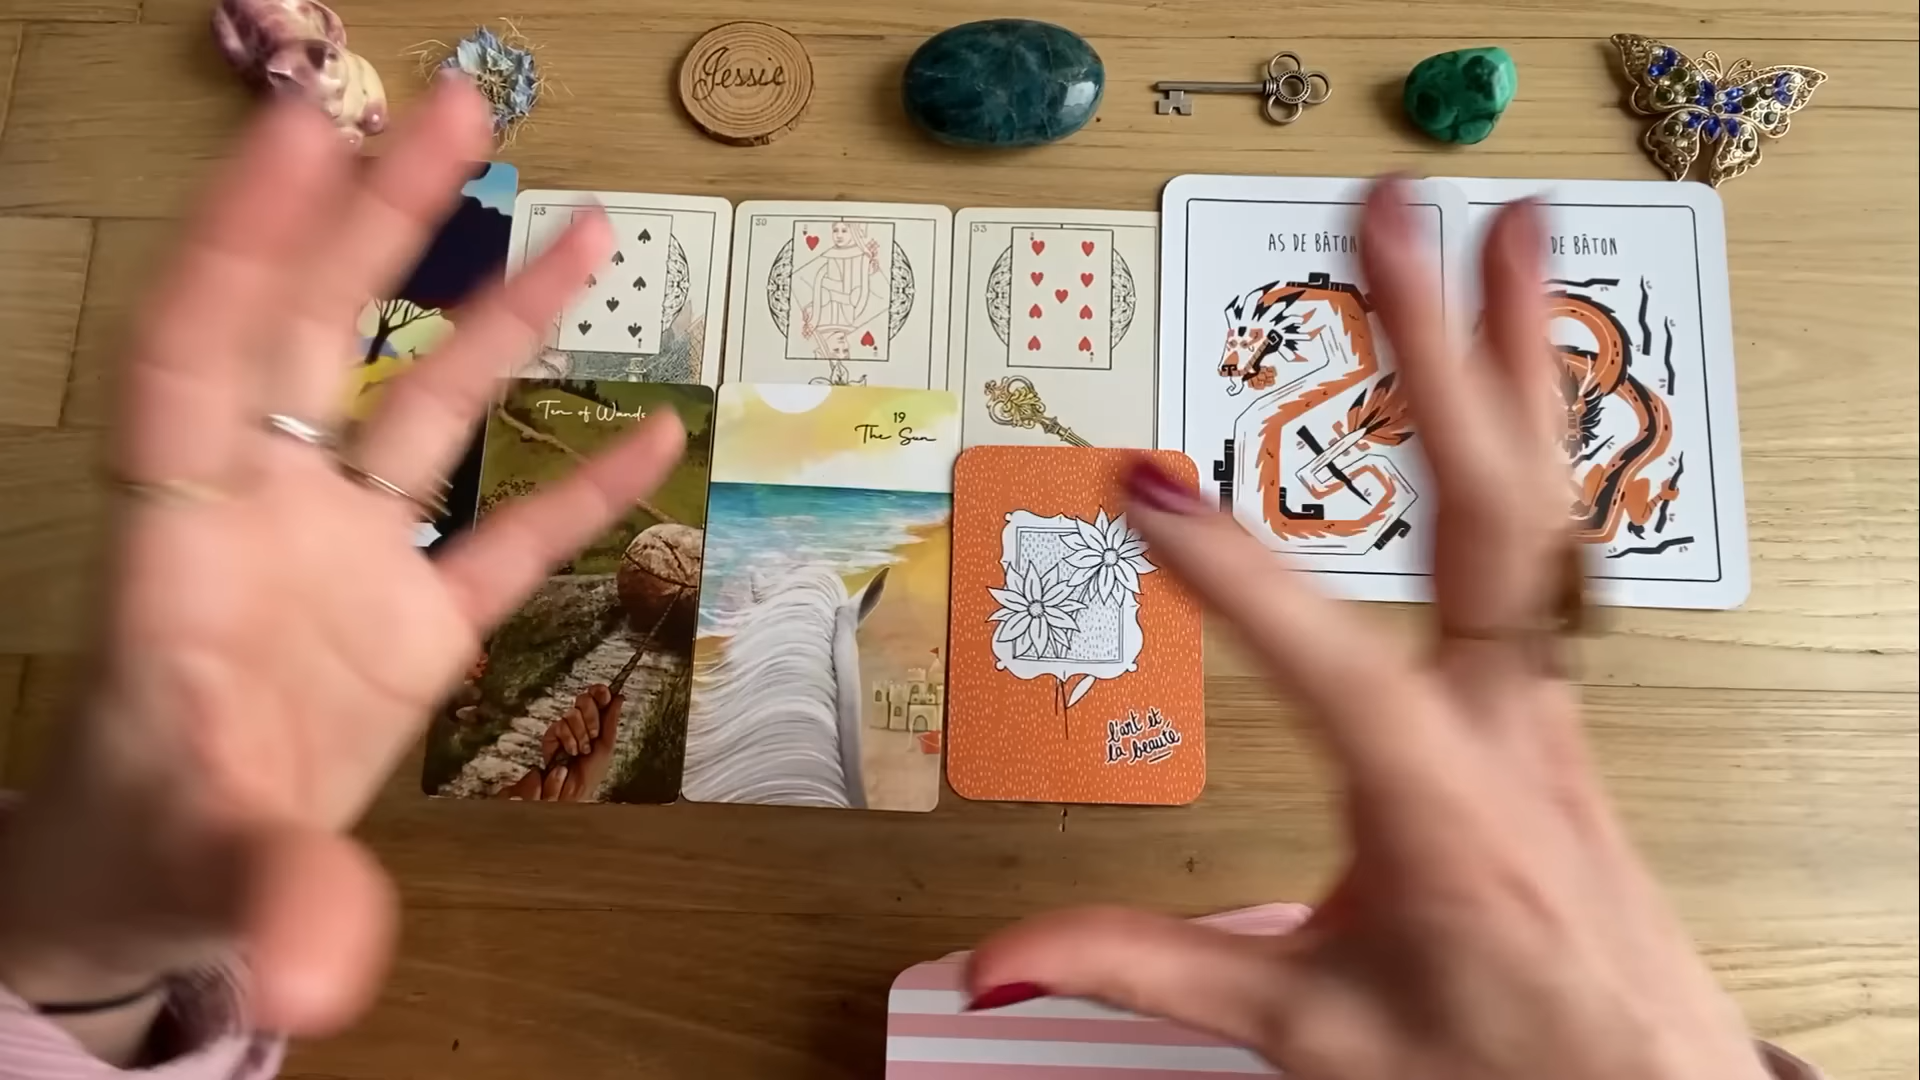 Jessie
23
30
33
AS DE BÂTON
DE BÂTON
Ten of Wands
19
The Sun
l'art et
la beauté